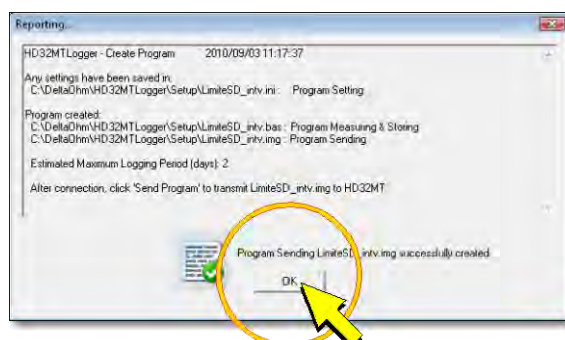 Reporting...
HD32MTLogger - Create Program 2010/09/03 11:17:37
Any settings have been saved in:
C:\DeltaOhm\HD32MTLogger\Setup\LimiteSD_intv.ini : Program Setting
Program created:
C:\DeltaOhm\HD32MTLogger\Setup\LimiteSD_intv.bas : Program Measuring & Storing
C:\DeltaOhm\HD32MTLogger\Setup\LimiteSD_intv.img : Program Sending
Estimated Maximum Logging Period (days): 2
After connection, click 'Send Program' to transmit LimiteSD_intv.img to HD32MT
Program Sending LimiteSD_intv.img successfully created.
OK